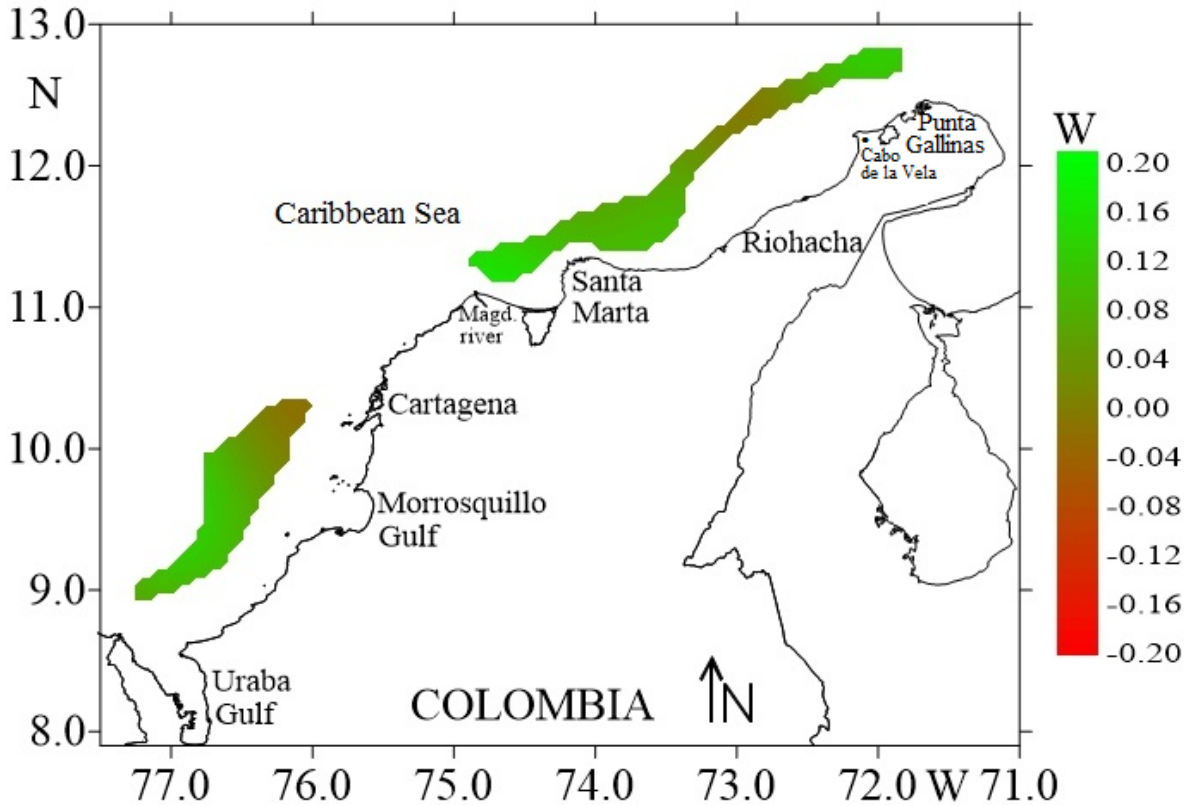 13.0
N
12.0
11.0
10.0
9.0
8.0
Caribbean Sea
Punta
Gallinas
Cabo
de la Vela
Riohacha
Santa
Marta
Magd.
river
Cartagena
Morrosquillo
Gulf
Uraba
Gulf
COLOMBIA
N
77.0 76.0 75.0 74.0 73.0 72.0 W 71.0
W
0.20
0.16
0.12
0.08
0.04
0.00
-0.04
-0.08
-0.12
-0.16
-0.20